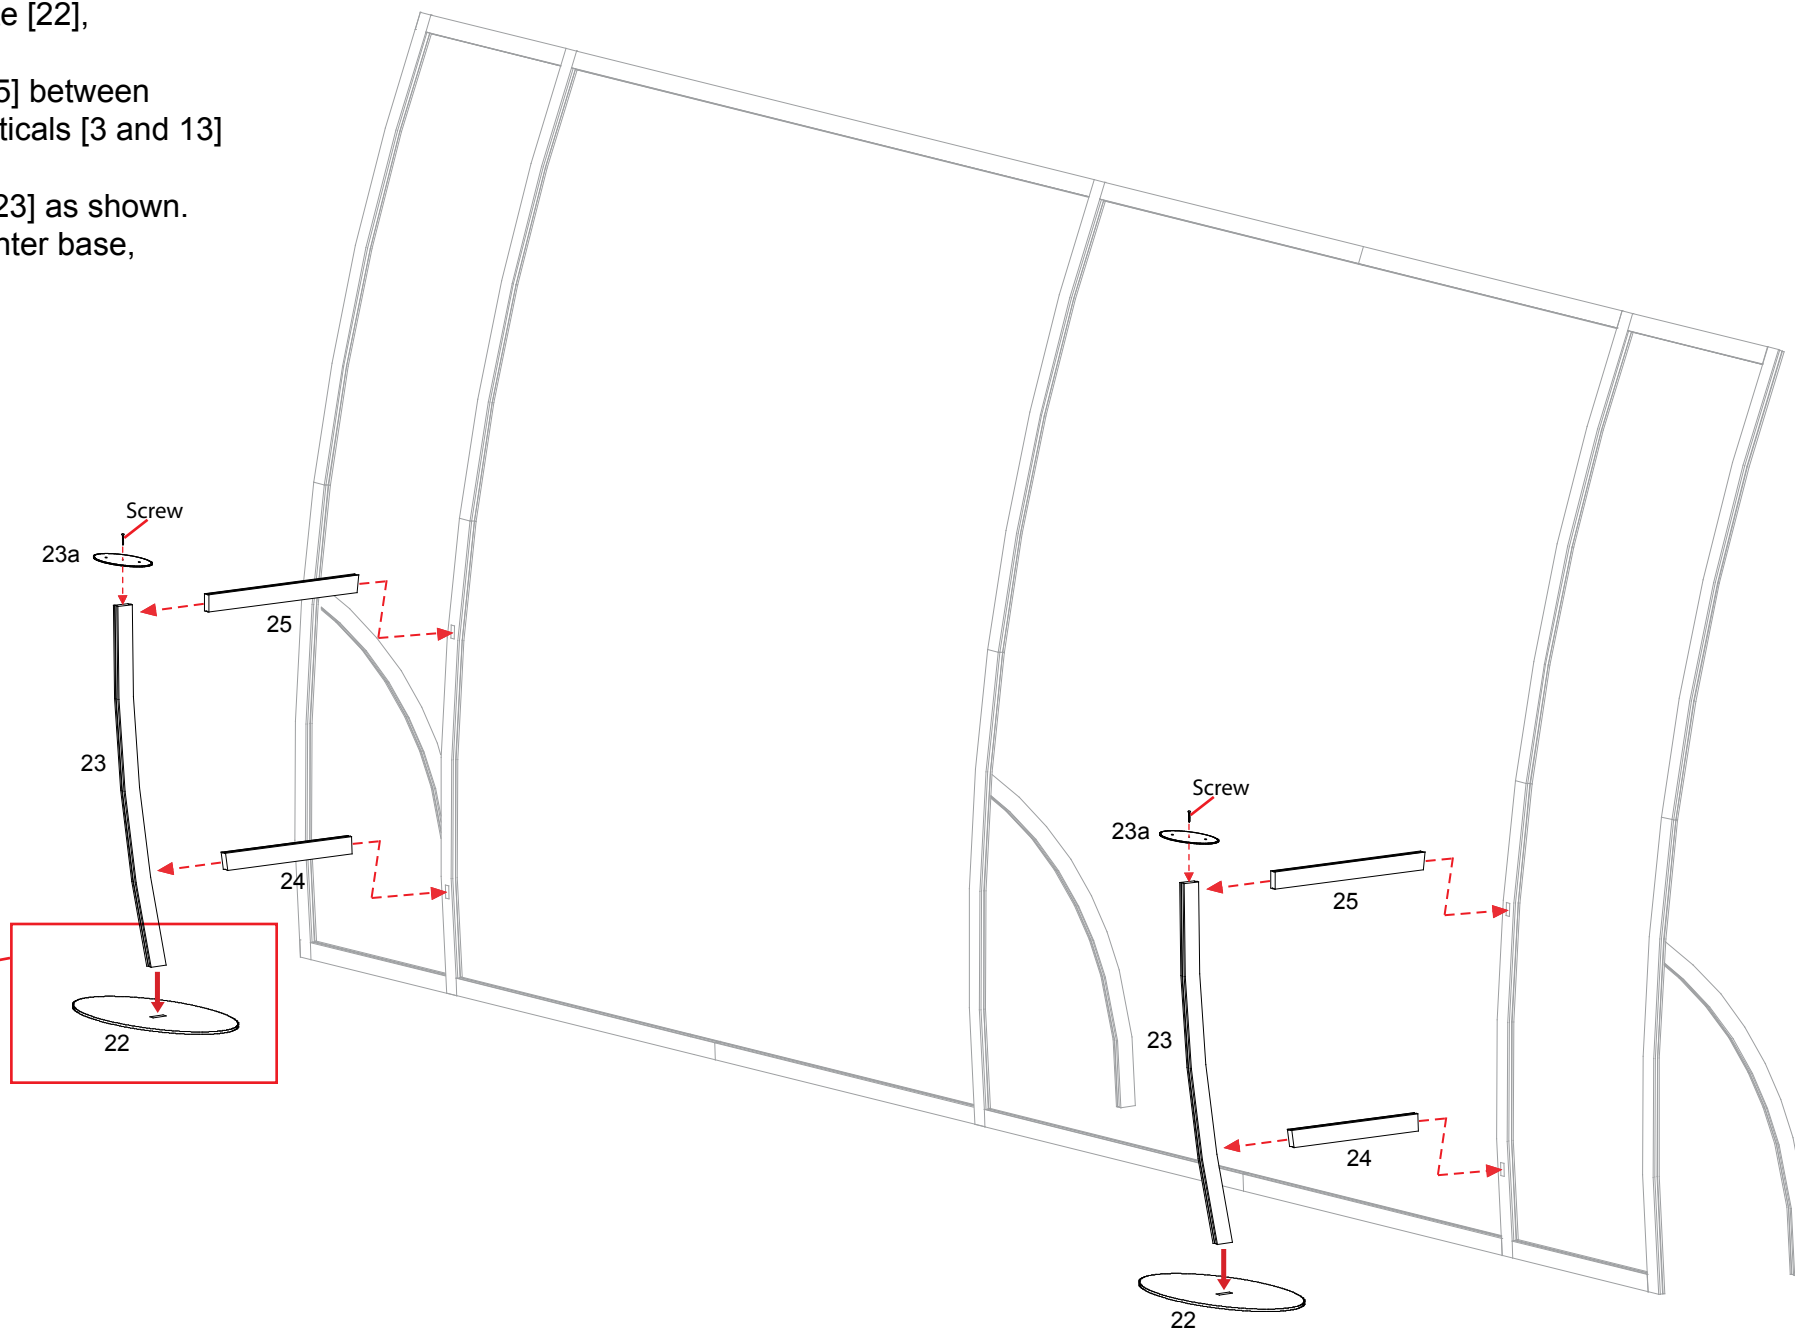 e [22],
5] between
ticals [3 and 13]
23] as shown.
nter base,
Screw
23a
25
23
24
22
Screw
23a
25
23
24
22